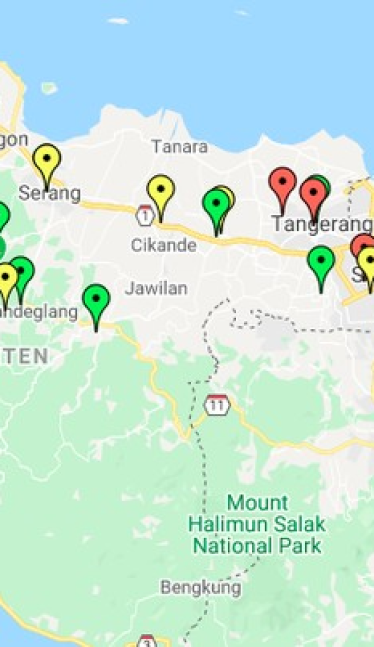 gon
Tanara
Serang
1
Tangerang
Cikande
S
Jawilan
ndeglang
TEN
11
Mount
Halimun Salak
National Park
Bengkung
3